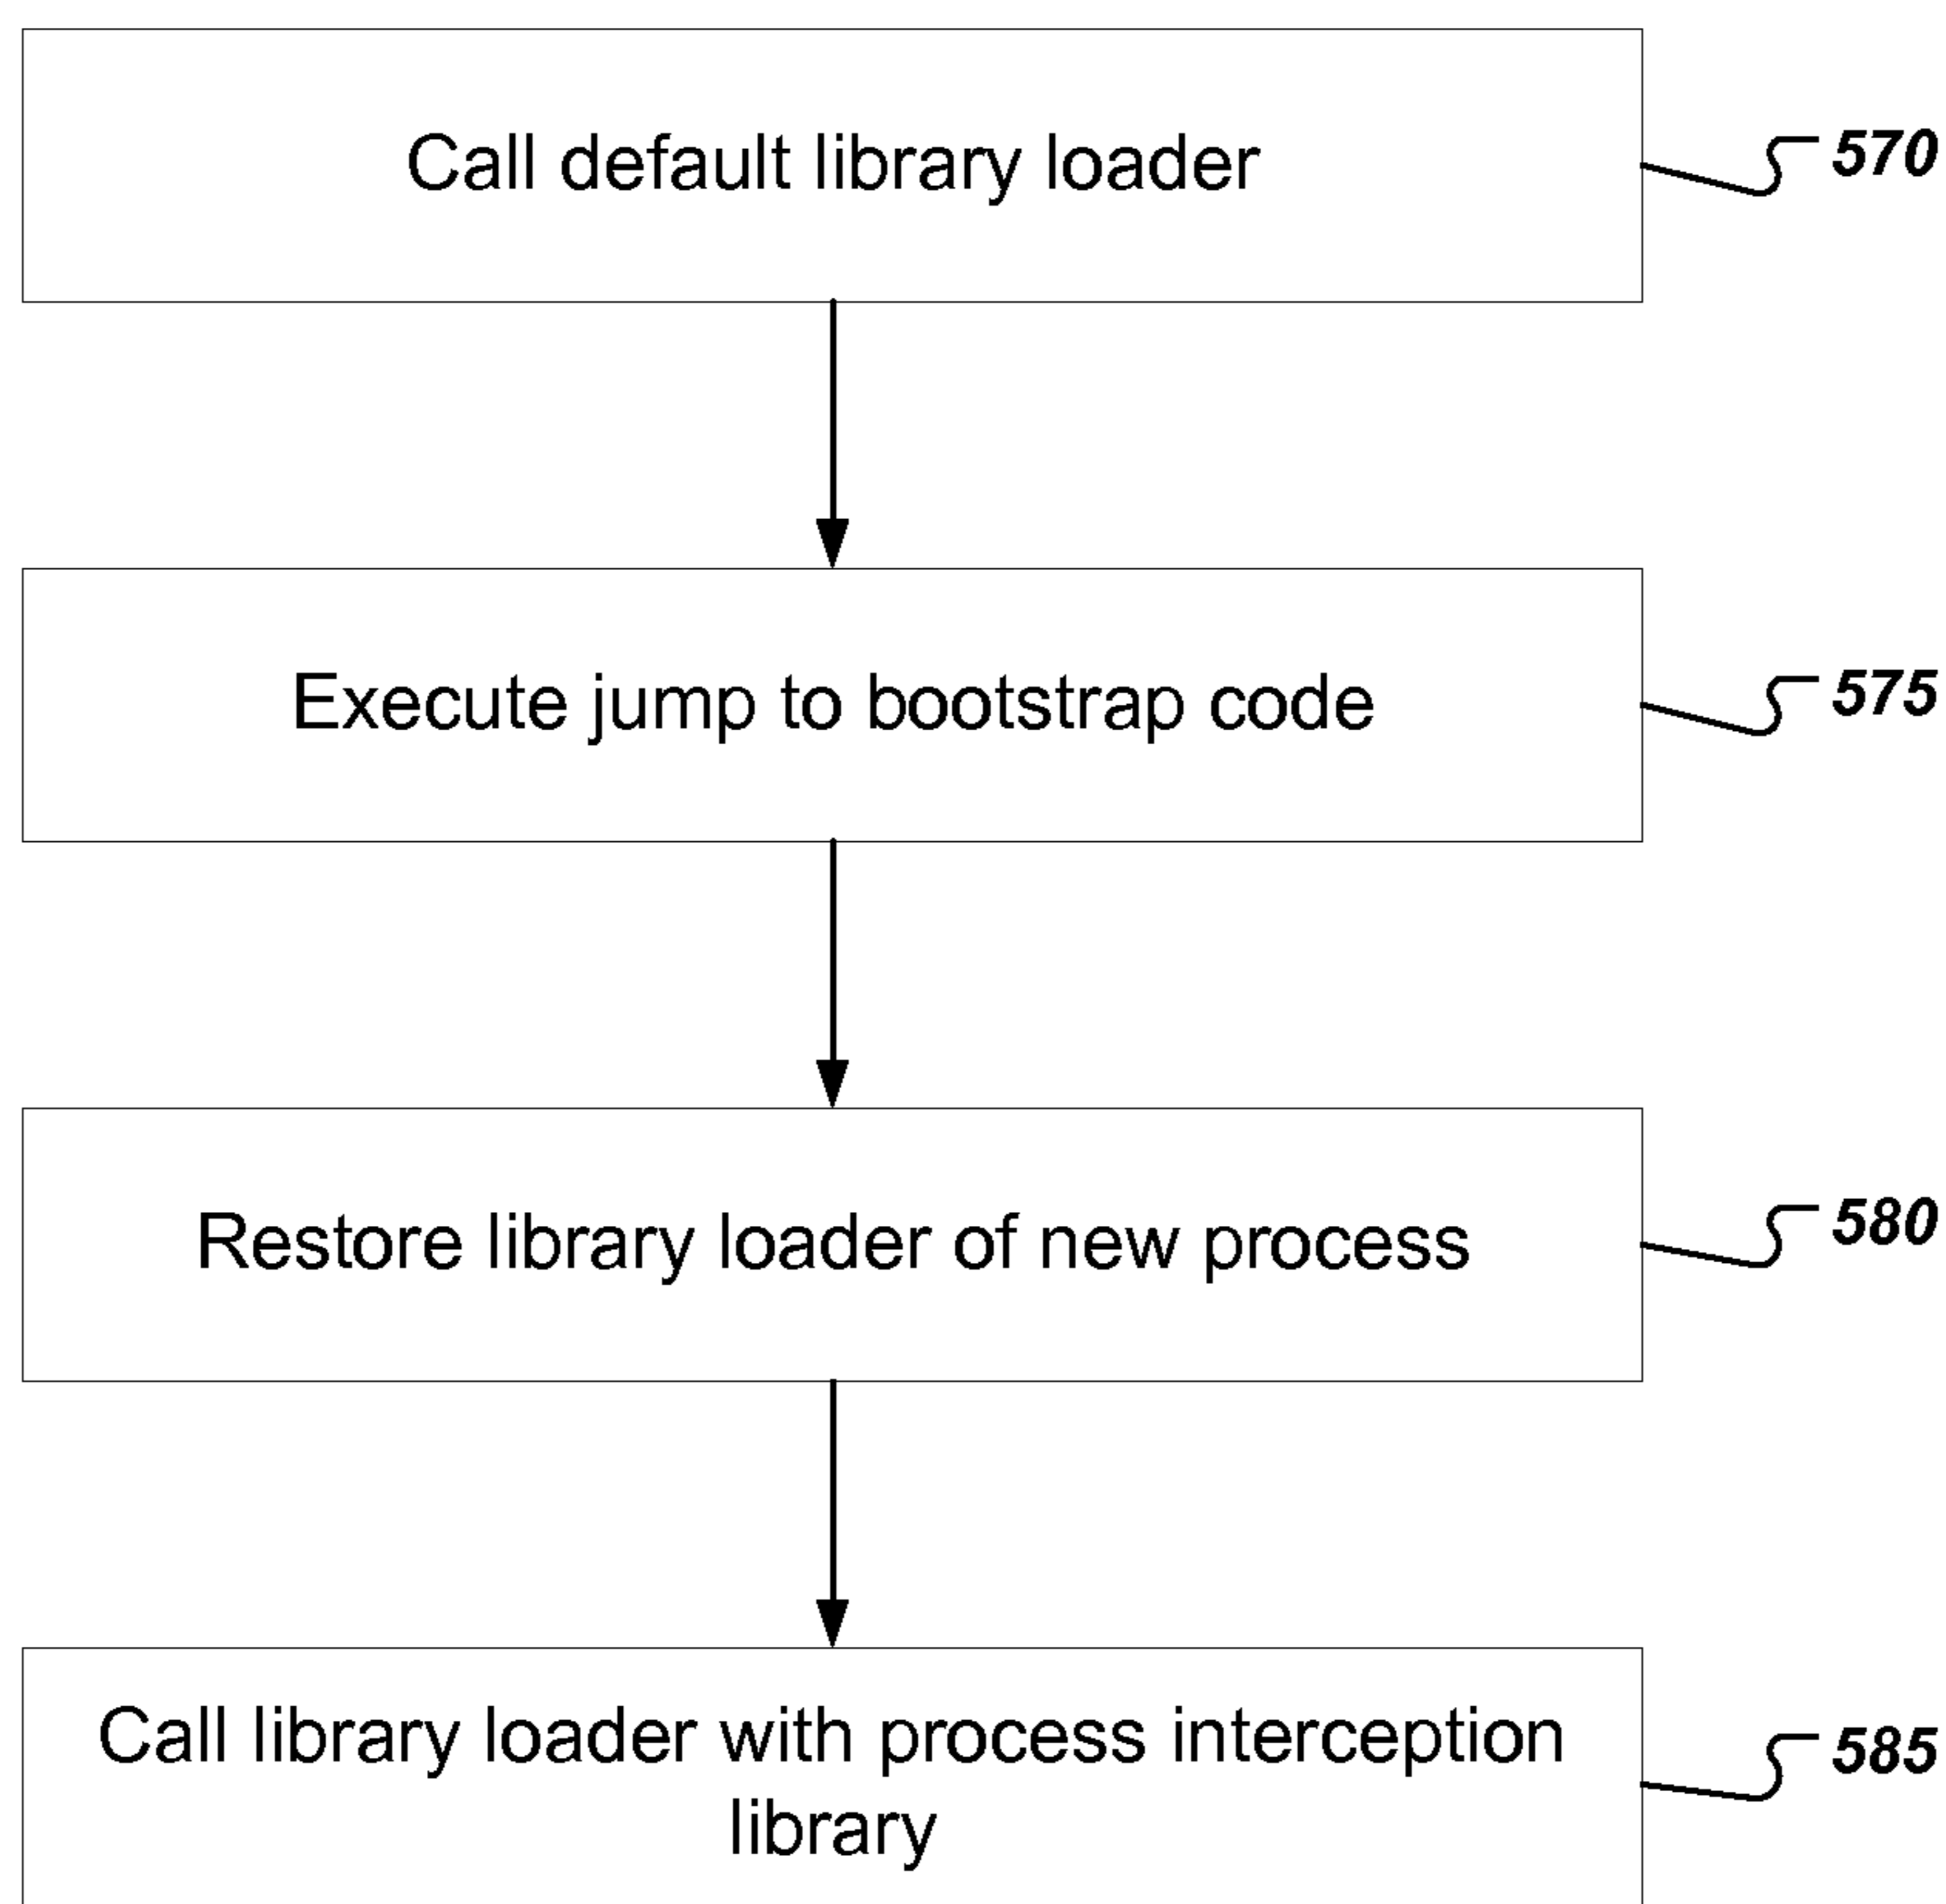 Call default library loader
570
Execute jump to bootstrap code
575
Restore library loader of new process
580
Call library loader with process interception
library
585